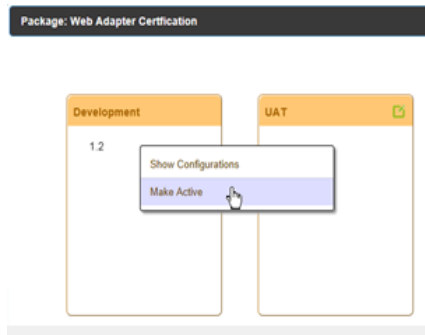 Package: Web Adapter Certfication
Development
UAT
1.2
Show Configurations
Make Active